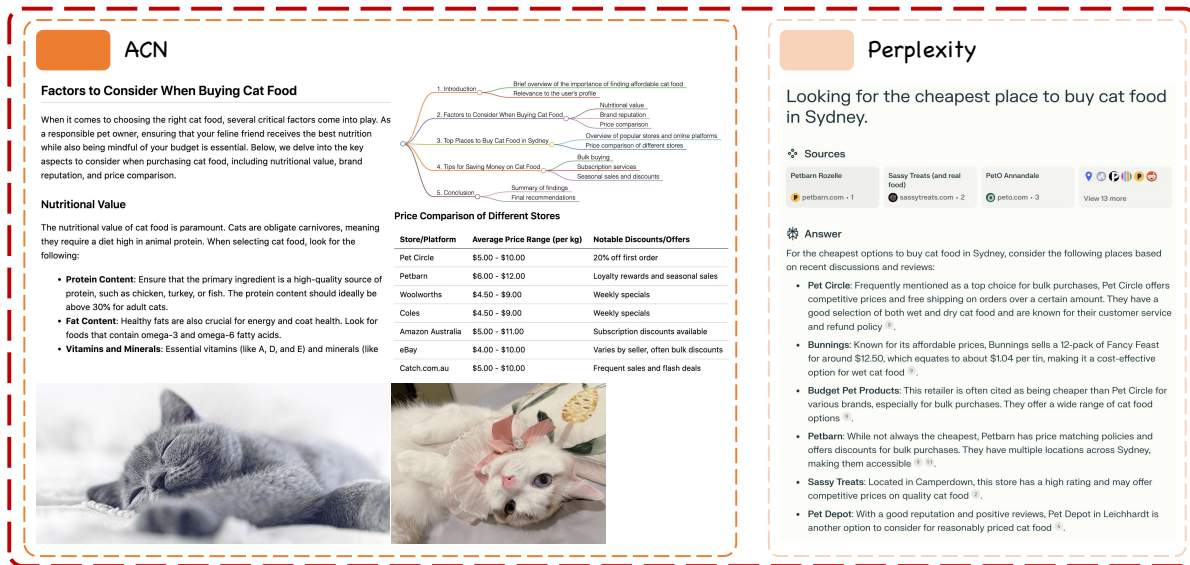 ACN
Factors to Consider When Buying Cat Food
When it comes to choosing the right cat food, several critical factors come into play. As
a responsible pet owner, ensuring that your feline friend receives the best nutrition
while also being mindful of your budget is essential. Below, we delve into the key
aspects to consider when purchasing cat food, including nutritional value, brand
reputation, and price comparison.
Nutritional Value
The nutritional value of cat food is paramount. Cats are obligate carnivores, meaning
they require a diet high in animal protein. When selecting cat food, look for the
following:
• Protein Content: Ensure that the primary ingredient is a high-quality source of
protein, such as chicken, turkey, or fish. The protein content should ideally be
above 30% for adult cats.
• Fat Content: Healthy fats are also crucial for energy and coat health. Look for
foods that contain omega-3 and omega-6 fatty acids.
• Vitamins and Minerals: Essential vitamins (like A, D, and E) and minerals (like
1. Introduction
Brief overview of the importance of finding affordable cat food
Relevance to the user's profile
2. Factors to Consider When Buying Cat Food
Nutritional value
Brand reputation
Price comparison
3. Top Places to Buy Cat Food in Sydney
Overview of popular stores and online platforms
Price comparison of different stores
4. Tips for Saving Money on Cat Food
Bulk buying
Subscription services
Seasonal sales and discounts
5. Conclusion
Summary of findings
Final recommendations
Price Comparison of Different Stores
Store/Platform Average Price Range (per kg) Notable Discounts/Offers
Pet Circle $5.00 - $10.00 20% off first order
Petbarn $6.00 - $12.00 Loyalty rewards and seasonal sales
Woolworths $4.50 - $9.00 Weekly specials
Coles $4.50 - $9.00 Weekly specials
Amazon Australia $5.00 - $11.00 Subscription discounts available
eBay $4.00 - $10.00 Varies by seller, often bulk discounts
Catch.com.au $5.00 - $10.00 Frequent sales and flash deals
Perplexity
Looking for the cheapest place to buy cat food
in Sydney.
Sources
Petbarn Rozelle
petbarn.com • 1
Sassy Treats (and real
food)
sassytreats.com • 2
PetO Annandale
peto.com • 3
View 13 more
Answer
For the cheapest options to buy cat food in Sydney, consider the following places based
on recent discussions and reviews:
• Pet Circle: Frequently mentioned as a top choice for bulk purchases, Pet Circle offers
competitive prices and free shipping on orders over a certain amount. They have a
good selection of both wet and dry cat food and are known for their customer service
and refund policy
• Bunnings: Known for its affordable prices, Bunnings sells a 12-pack of Fancy Feast
for around $12.50, which equates to about $1.04 per tin, making it a cost-effective
option for wet cat food
• Budget Pet Products: This retailer is often cited as being cheaper than Pet Circle for
various brands, especially for bulk purchases. They offer a wide range of cat food
options
• Petbarn: While not always the cheapest, Petbarn has price matching policies and
offers discounts for bulk purchases. They have multiple locations across Sydney,
making them accessible
• Sassy Treats: Located in Camperdown, this store has a high rating and may offer
competitive prices on quality cat food 2.
• Pet Depot: With a good reputation and positive reviews, Pet Depot in Leichhardt is
another option to consider for reasonably priced cat food 4.